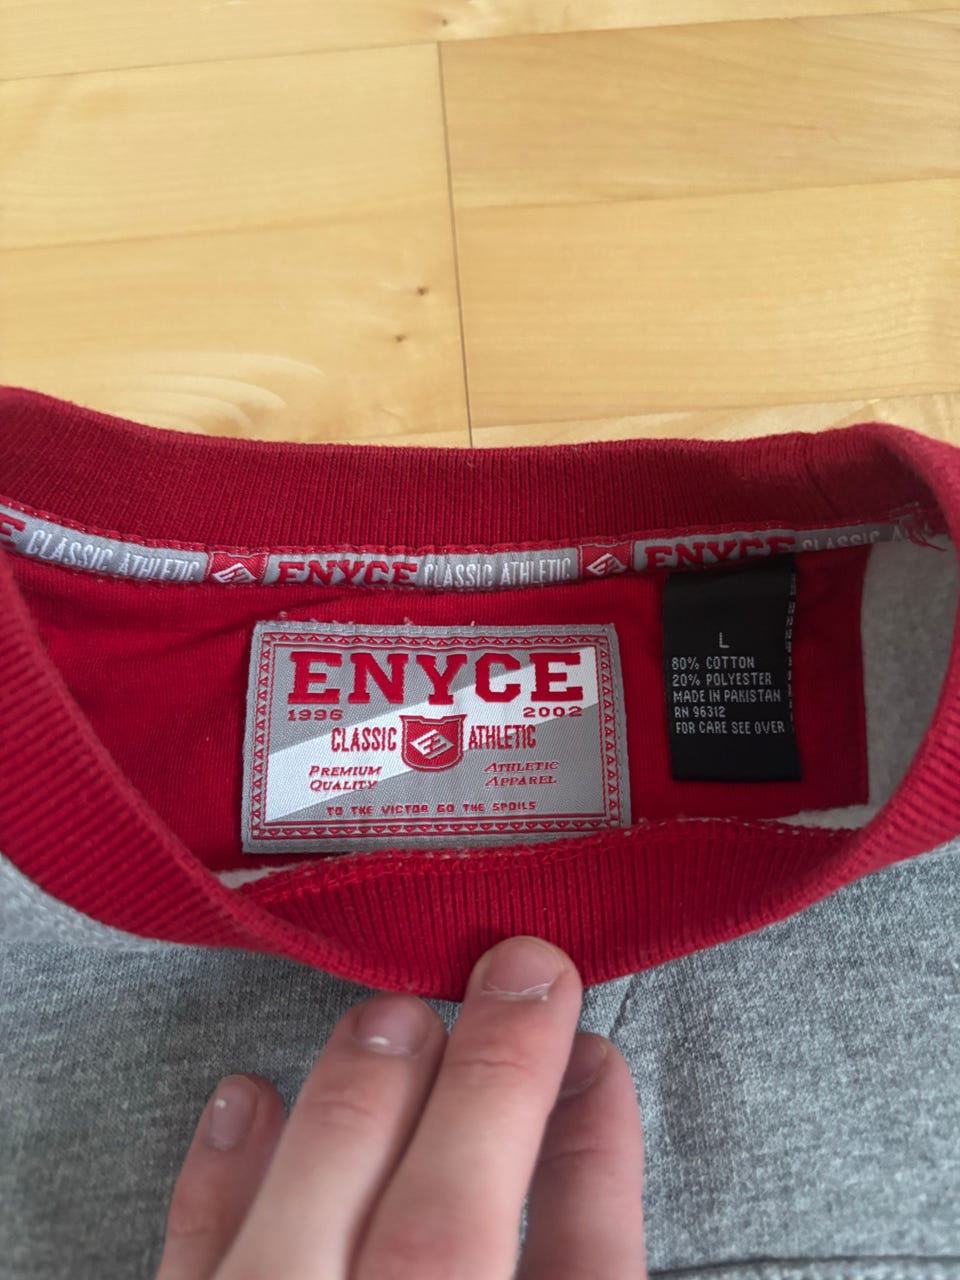 E CLASSIC ATHLETIC ENYCE CLASSIC ATHLETIC ENYCE CLASSIC A
ENYCE
1996 2002
CLASSIC ATHLETIC
PREMIUM QUALITY
ATHLETIC APPAREL
TO THE VICTOR GO THE SPOILS
L
80% COTTON
20% POLYESTER
MADE IN PAKISTAN
RN 96312
FOR CARE SEE OVER